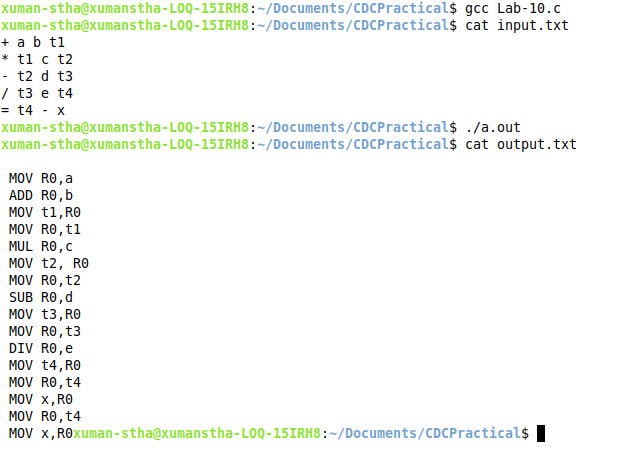 xuman-stha@xumanstha-LOQ-15IRH8:~/Documents/CDCPractical$ gcc Lab-10.c
xuman-stha@xumanstha-LOQ-15IRH8:~/Documents/CDCPractical$ cat input.txt
+ a b t1
* t1 c t2
- t2 d t3
/ t3 e t4
= t4 - x
xuman-stha@xumanstha-LOQ-15IRH8:~/Documents/CDCPractical$ ./a.out
xuman-stha@xumanstha-LOQ-15IRH8:~/Documents/CDCPractical$ cat output.txt
MOV R0,a
ADD R0,b
MOV t1,R0
MOV R0,t1
MUL R0,c
MOV t2, R0
MOV R0,t2
SUB R0,d
MOV t3,R0
MOV R0,t3
DIV R0,e
MOV t4,R0
MOV R0,t4
MOV x,R0
MOV R0,t4
MOV x,R0xuman-stha@xumanstha-LOQ-15IRH8:~/Documents/CDCPractical$